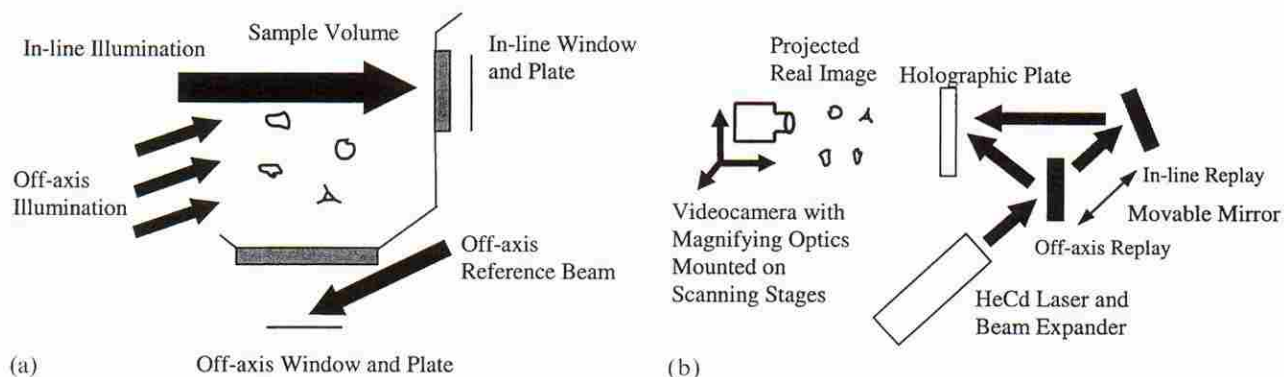 In-line Illumination
Sample Volume
In-line Window
and Plate
Off-axis
Illumination
Off-axis
Reference Beam
(a)
Off-axis Window and Plate
Projected
Real Image
Holographic Plate
In-line Replay
Movable Mirror
Off-axis Replay
Videocamera with
Magnifying Optics
Mounted on
Scanning Stages
HeCd Laser and
Beam Expander
(b)